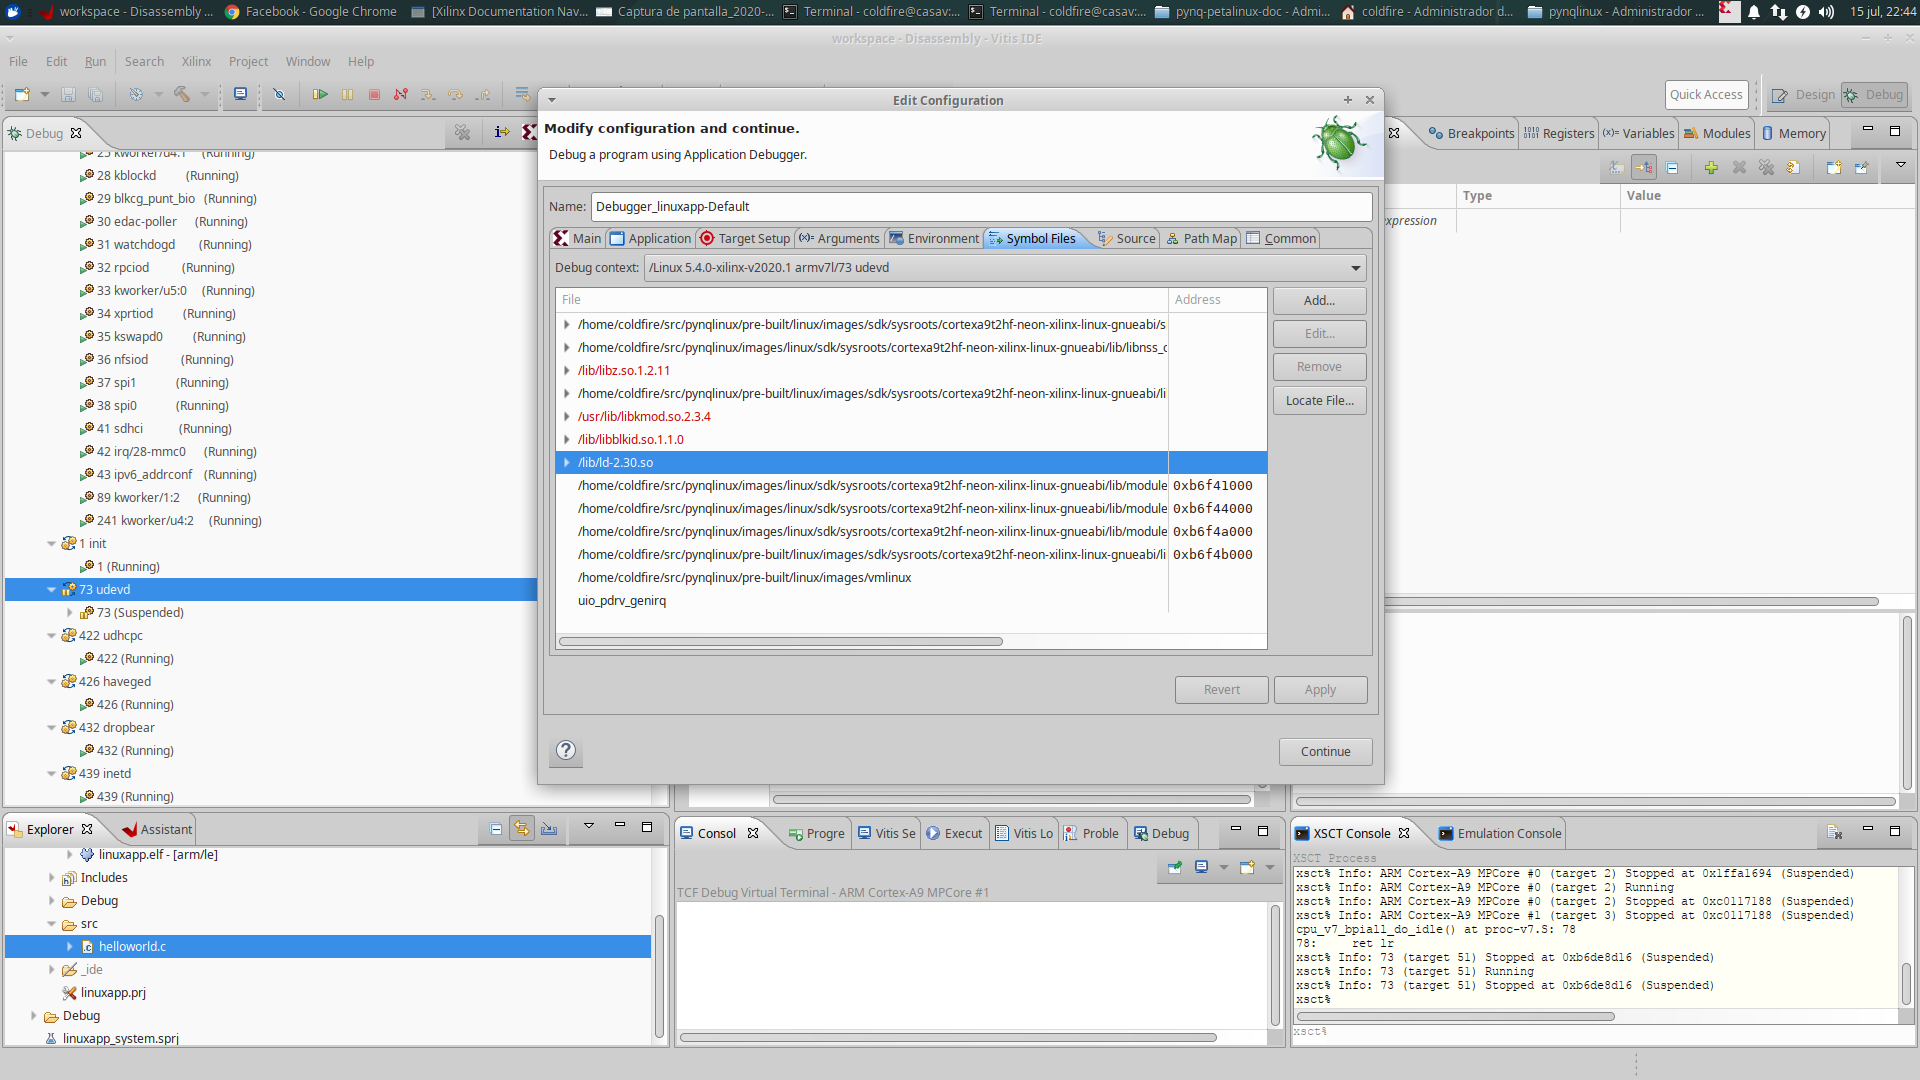 workspace - Disassembly ...
Facebook - Google Chrome
[Xilinx Documentation Nav...
Captura de pantalla_2020-...
Terminal - coldfire@casav:...
Terminal - coldfire@casav:...
pynq-petalinux-doc - Admi...
coldfire - Administrador d...
pynqlinux - Administrador ...
15 jul, 22:44
workspace - Disassembly - Vitis IDE
File Edit Run Search Xilinx Project Window Help
Quick Access
Design
Debug
Debug
25 kworker/u4:1 (Running)
28 kblockd (Running)
29 blkcg_punt_bio (Running)
30 edac-poller (Running)
31 watchdogd (Running)
32 rpciod (Running)
33 kworker/u5:0 (Running)
34 xprtiod (Running)
35 kswapd0 (Running)
36 nfsiod (Running)
37 spi1 (Running)
38 spi0 (Running)
41 sdhci (Running)
42 irq/28-mmc0 (Running)
43 ipv6_addrconf (Running)
89 kworker/1:2 (Running)
241 kworker/u4:2 (Running)
1 init
1 (Running)
73 udevd
73 (Suspended)
422 udhcpc
422 (Running)
426 haveged
426 (Running)
432 dropbear
432 (Running)
439 inetd
439 (Running)
Edit Configuration
Modify configuration and continue.
Debug a program using Application Debugger.
Name: Debugger_linuxapp-Default
Main Application Target Setup Arguments Environment Symbol Files Source Path Map Common
Debug context: /Linux 5.4.0-xilinx-v2020.1 armv7l/73 udevd
File Address
/home/coldfire/src/pynqlinux/pre-built/linux/images/sdk/sysroots/cortexa9t2hf-neon-xilinx-linux-gnueabi/s
/home/coldfire/src/pynqlinux/images/linux/sdk/sysroots/cortexa9t2hf-neon-xilinx-linux-gnueabi/lib/libnss_c
/lib/libz.so.1.2.11
/home/coldfire/src/pynqlinux/pre-built/linux/images/sdk/sysroots/cortexa9t2hf-neon-xilinx-linux-gnueabi/li
/usr/lib/libkmod.so.2.3.4
/lib/libblkid.so.1.1.0
/lib/ld-2.30.so
/home/coldfire/src/pynqlinux/images/linux/sdk/sysroots/cortexa9t2hf-neon-xilinx-linux-gnueabi/lib/module 0xb6f41000
/home/coldfire/src/pynqlinux/images/linux/sdk/sysroots/cortexa9t2hf-neon-xilinx-linux-gnueabi/lib/module 0xb6f44000
/home/coldfire/src/pynqlinux/images/linux/sdk/sysroots/cortexa9t2hf-neon-xilinx-linux-gnueabi/lib/module 0xb6f4a000
/home/coldfire/src/pynqlinux/pre-built/linux/images/sdk/sysroots/cortexa9t2hf-neon-xilinx-linux-gnueabi/li 0xb6f4b000
/home/coldfire/src/pynqlinux/pre-built/linux/images/vmlinux
uio_pdrv_genirq
Add...
Edit...
Remove
Locate File...
Revert
Apply
Continue
Breakpoints Registers Variables Modules Memory
Type Value
expression
Explorer Assistant
linuxapp.elf - [arm/le]
Includes
Debug
src
helloworld.c
_ide
linuxapp.prj
Debug
linuxapp_system.sprj
Consol Progre Vitis Se Execut Vitis Lo Proble Debug
TCF Debug Virtual Terminal - ARM Cortex-A9 MPCore #1
XSCT Console Emulation Console
XSCT Process
xsct% Info: ARM Cortex-A9 MPCore #0 (target 2) Stopped at 0x1ffa1694 (Suspended)
xsct% Info: ARM Cortex-A9 MPCore #0 (target 2) Running
xsct% Info: ARM Cortex-A9 MPCore #0 (target 2) Stopped at 0xc0117188 (Suspended)
xsct% Info: ARM Cortex-A9 MPCore #1 (target 3) Stopped at 0xc0117188 (Suspended)
cpu_v7_bpiall_do_idle() at proc-v7.S: 78
78: ret lr
xsct% Info: 73 (target 51) Stopped at 0xb6de8d16 (Suspended)
xsct% Info: 73 (target 51) Running
xsct% Info: 73 (target 51) Stopped at 0xb6de8d16 (Suspended)
xsct%
xsct%